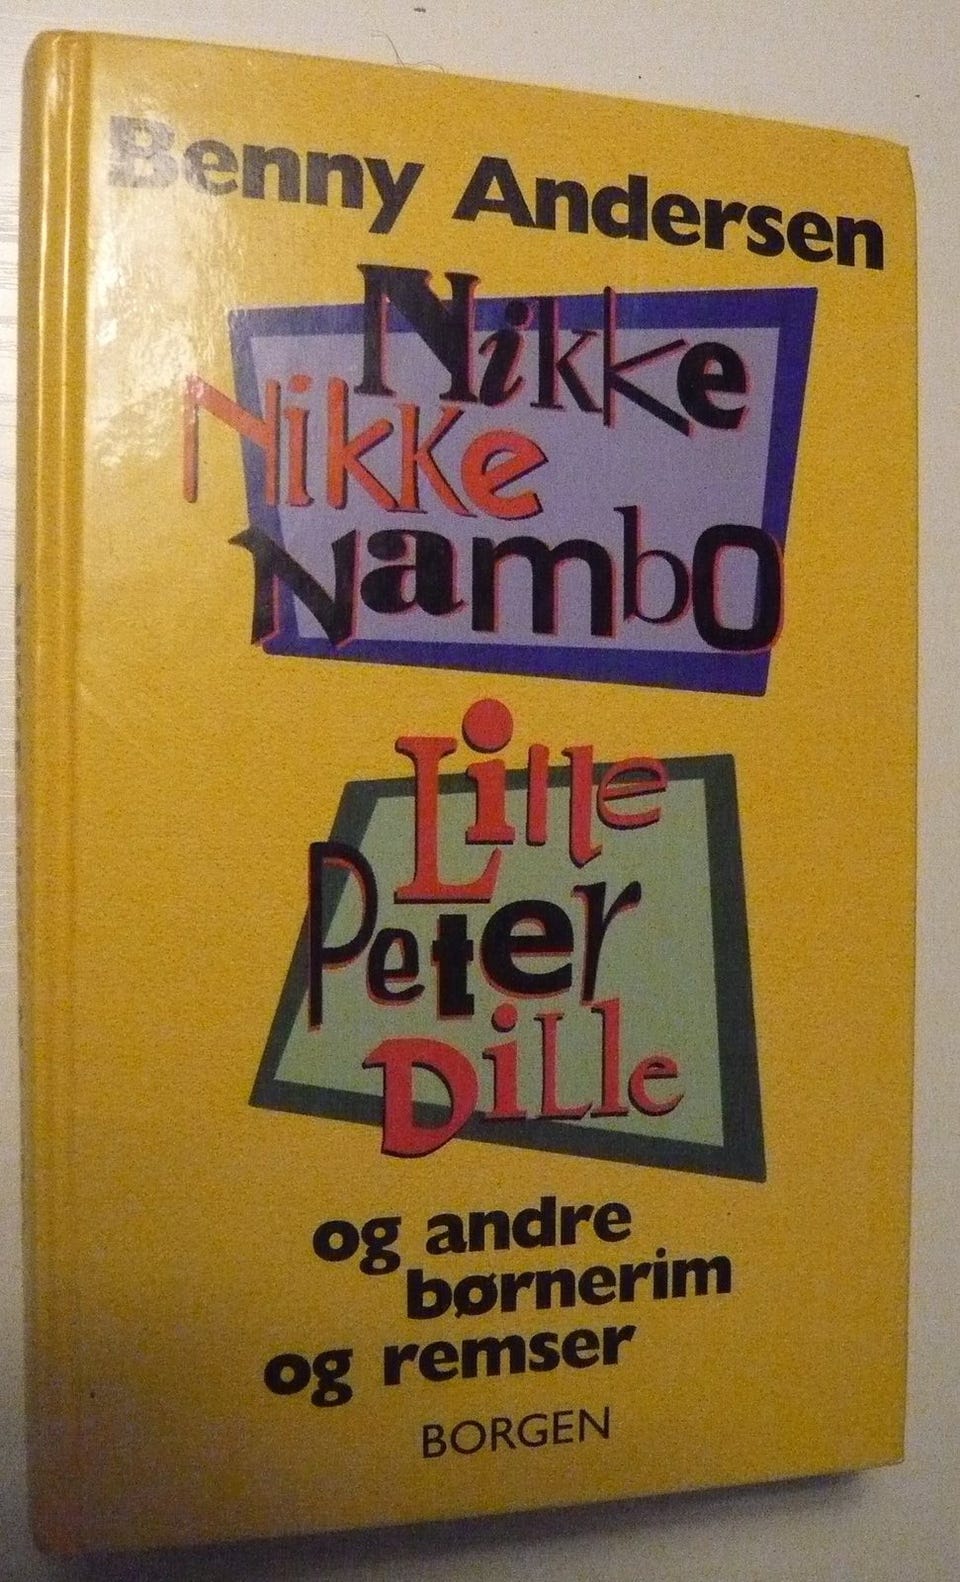 Benny Andersen
Nikke
Nikke
Nambo
Lille
Peter
Dille
og andre
børnerim
og remser
BORGEN